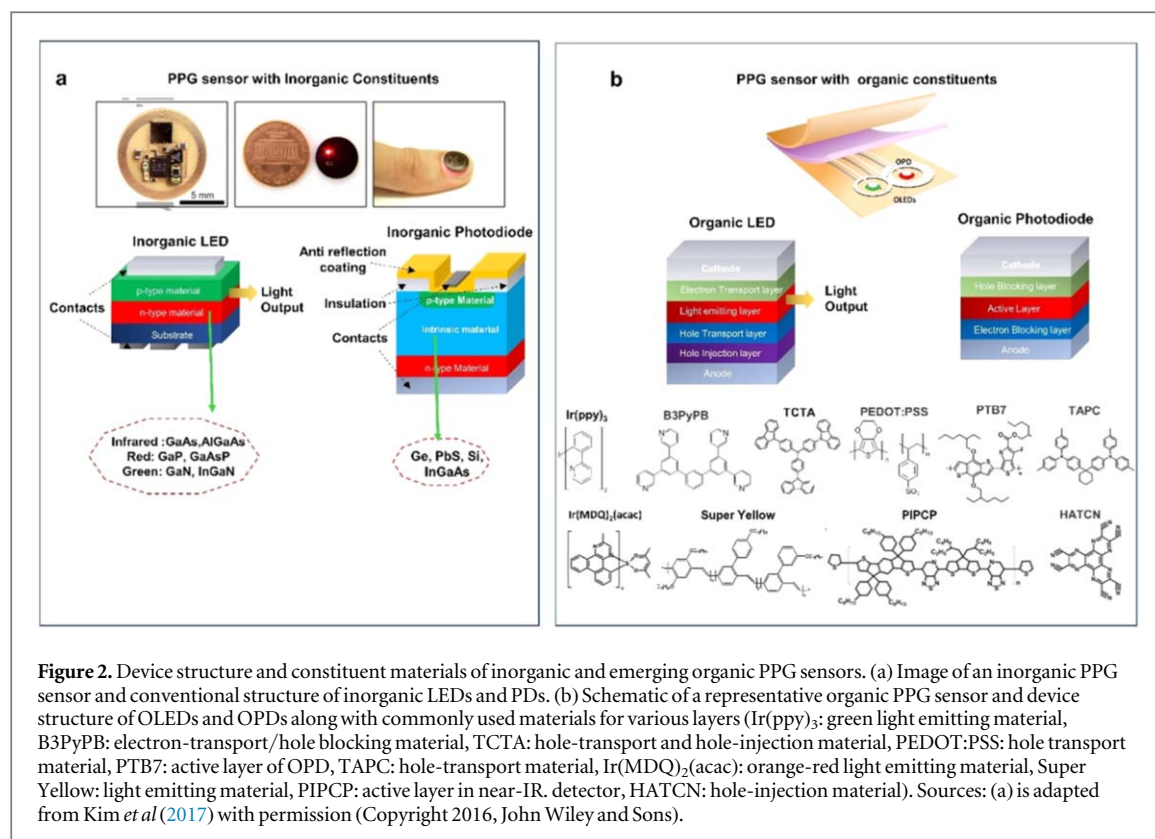 a
PPG sensor with Inorganic Constituents
5 mm
Inorganic LED
p-type material
n-type material
Substrate
Contacts
Light
Output
Inorganic Photodiode
Anti reflection
coating
Insulation
Contacts
p-type Material
Intrinsic material
n-type Material
Infrared :GaAs,AlGaAs
Red: GaP, GaAsP
Green: GaN, InGaN
Ge, PbS, Si,
InGaAs
b
PPG sensor with organic constituents
OPD
OLEDs
Organic LED
Cathode
Electron Transport layer
Light emitting layer
Hole Transport layer
Hole Injection layer
Anode
Light
Output
Organic Photodiode
Cathode
Hole Blocking layer
Active Layer
Electron Blocking layer
Anode
Ir(ppy)₃
B3PyPB
TCTA
PEDOT:PSS
PTB7
TAPC
Ir(MDQ)₂(acac)
Super Yellow
PIPCP
HATCN
Figure 2. Device structure and constituent materials of inorganic and emerging organic PPG sensors. (a) Image of an inorganic PPG
sensor and conventional structure of inorganic LEDs and PDs. (b) Schematic of a representative organic PPG sensor and device
structure of OLEDs and OPDs along with commonly used materials for various layers (Ir(ppy)₃: green light emitting material,
B3PyPB: electron-transport/hole blocking material, TCTA: hole-transport and hole-injection material, PEDOT:PSS: hole transport
material, PTB7: active layer of OPD, TAPC: hole-transport material, Ir(MDQ)₂(acac): orange-red light emitting material, Super
Yellow: light emitting material, PIPCP: active layer in near-IR. detector, HATCN: hole-injection material). Sources: (a) is adapted
from Kim et al (2017) with permission (Copyright 2016, John Wiley and Sons).